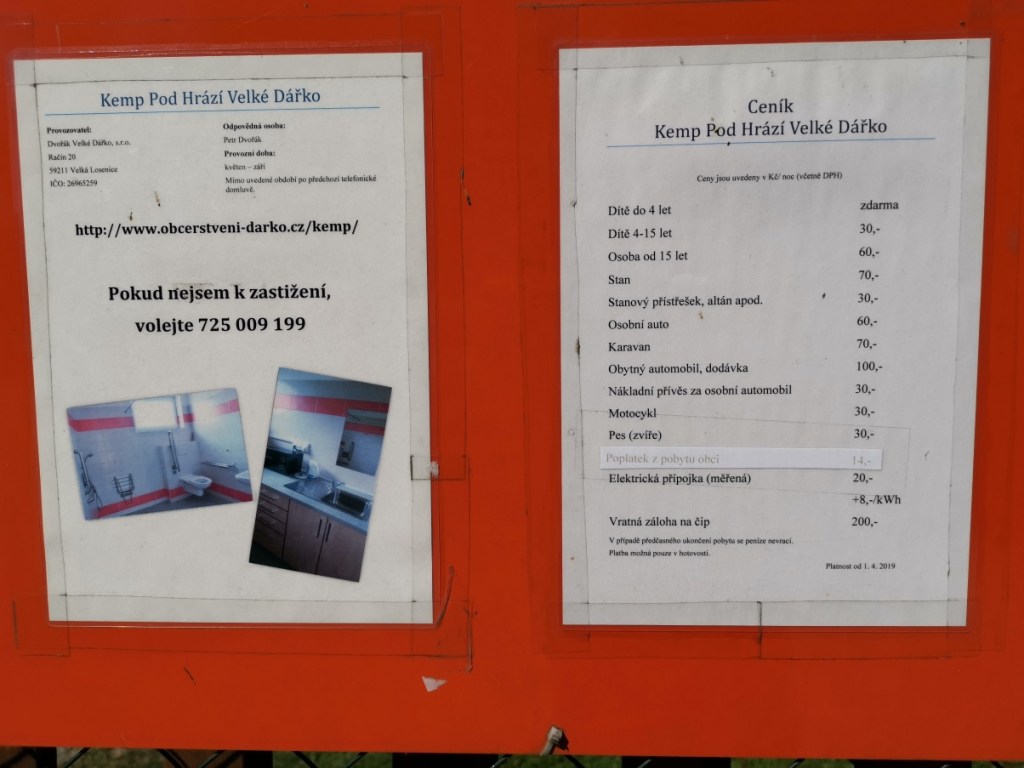 Kemp Pod Hrází Velké Dářko
Provozovatel:
Dvořák Velké Dářko, s.r.o.
Račín 20
59211 Velká Losenice
IČO: 26965259
Odpovědná osoba:
Petr Dvořák
Provozní doba:
květen – září
Mimo uvedené období po předchozí telefonické
domluvě.
http://www.obcerstveni-darko.cz/kemp/
Pokud nejsem k zastižení,
volejte 725 009 199
Ceník
Kemp Pod Hrází Velké Dářko
Ceny jsou uvedeny v Kč/ noc (včetně DPH)
Dítě do 4 let zdarma
Dítě 4-15 let 30,-
Osoba od 15 let 60,-
Stan 70,-
Stanový přístřešek, altán apod. 30,-
Osobní auto 60,-
Karavan 70,-
Obytný automobil, dodávka 100,-
Nákladní přívěs za osobní automobil 30,-
Motocykl 30,-
Pes (zvíře) 30,-
Poplatek z pobytu obci 14,-
Elektrická přípojka (měřená) 20,-
+8,-/kWh
Vratná záloha na čip 200,-
V případě předčasného ukončení pobytu se peníze nevrací.
Platba možná pouze v hotovosti.
Platnost od 1. 4. 2019